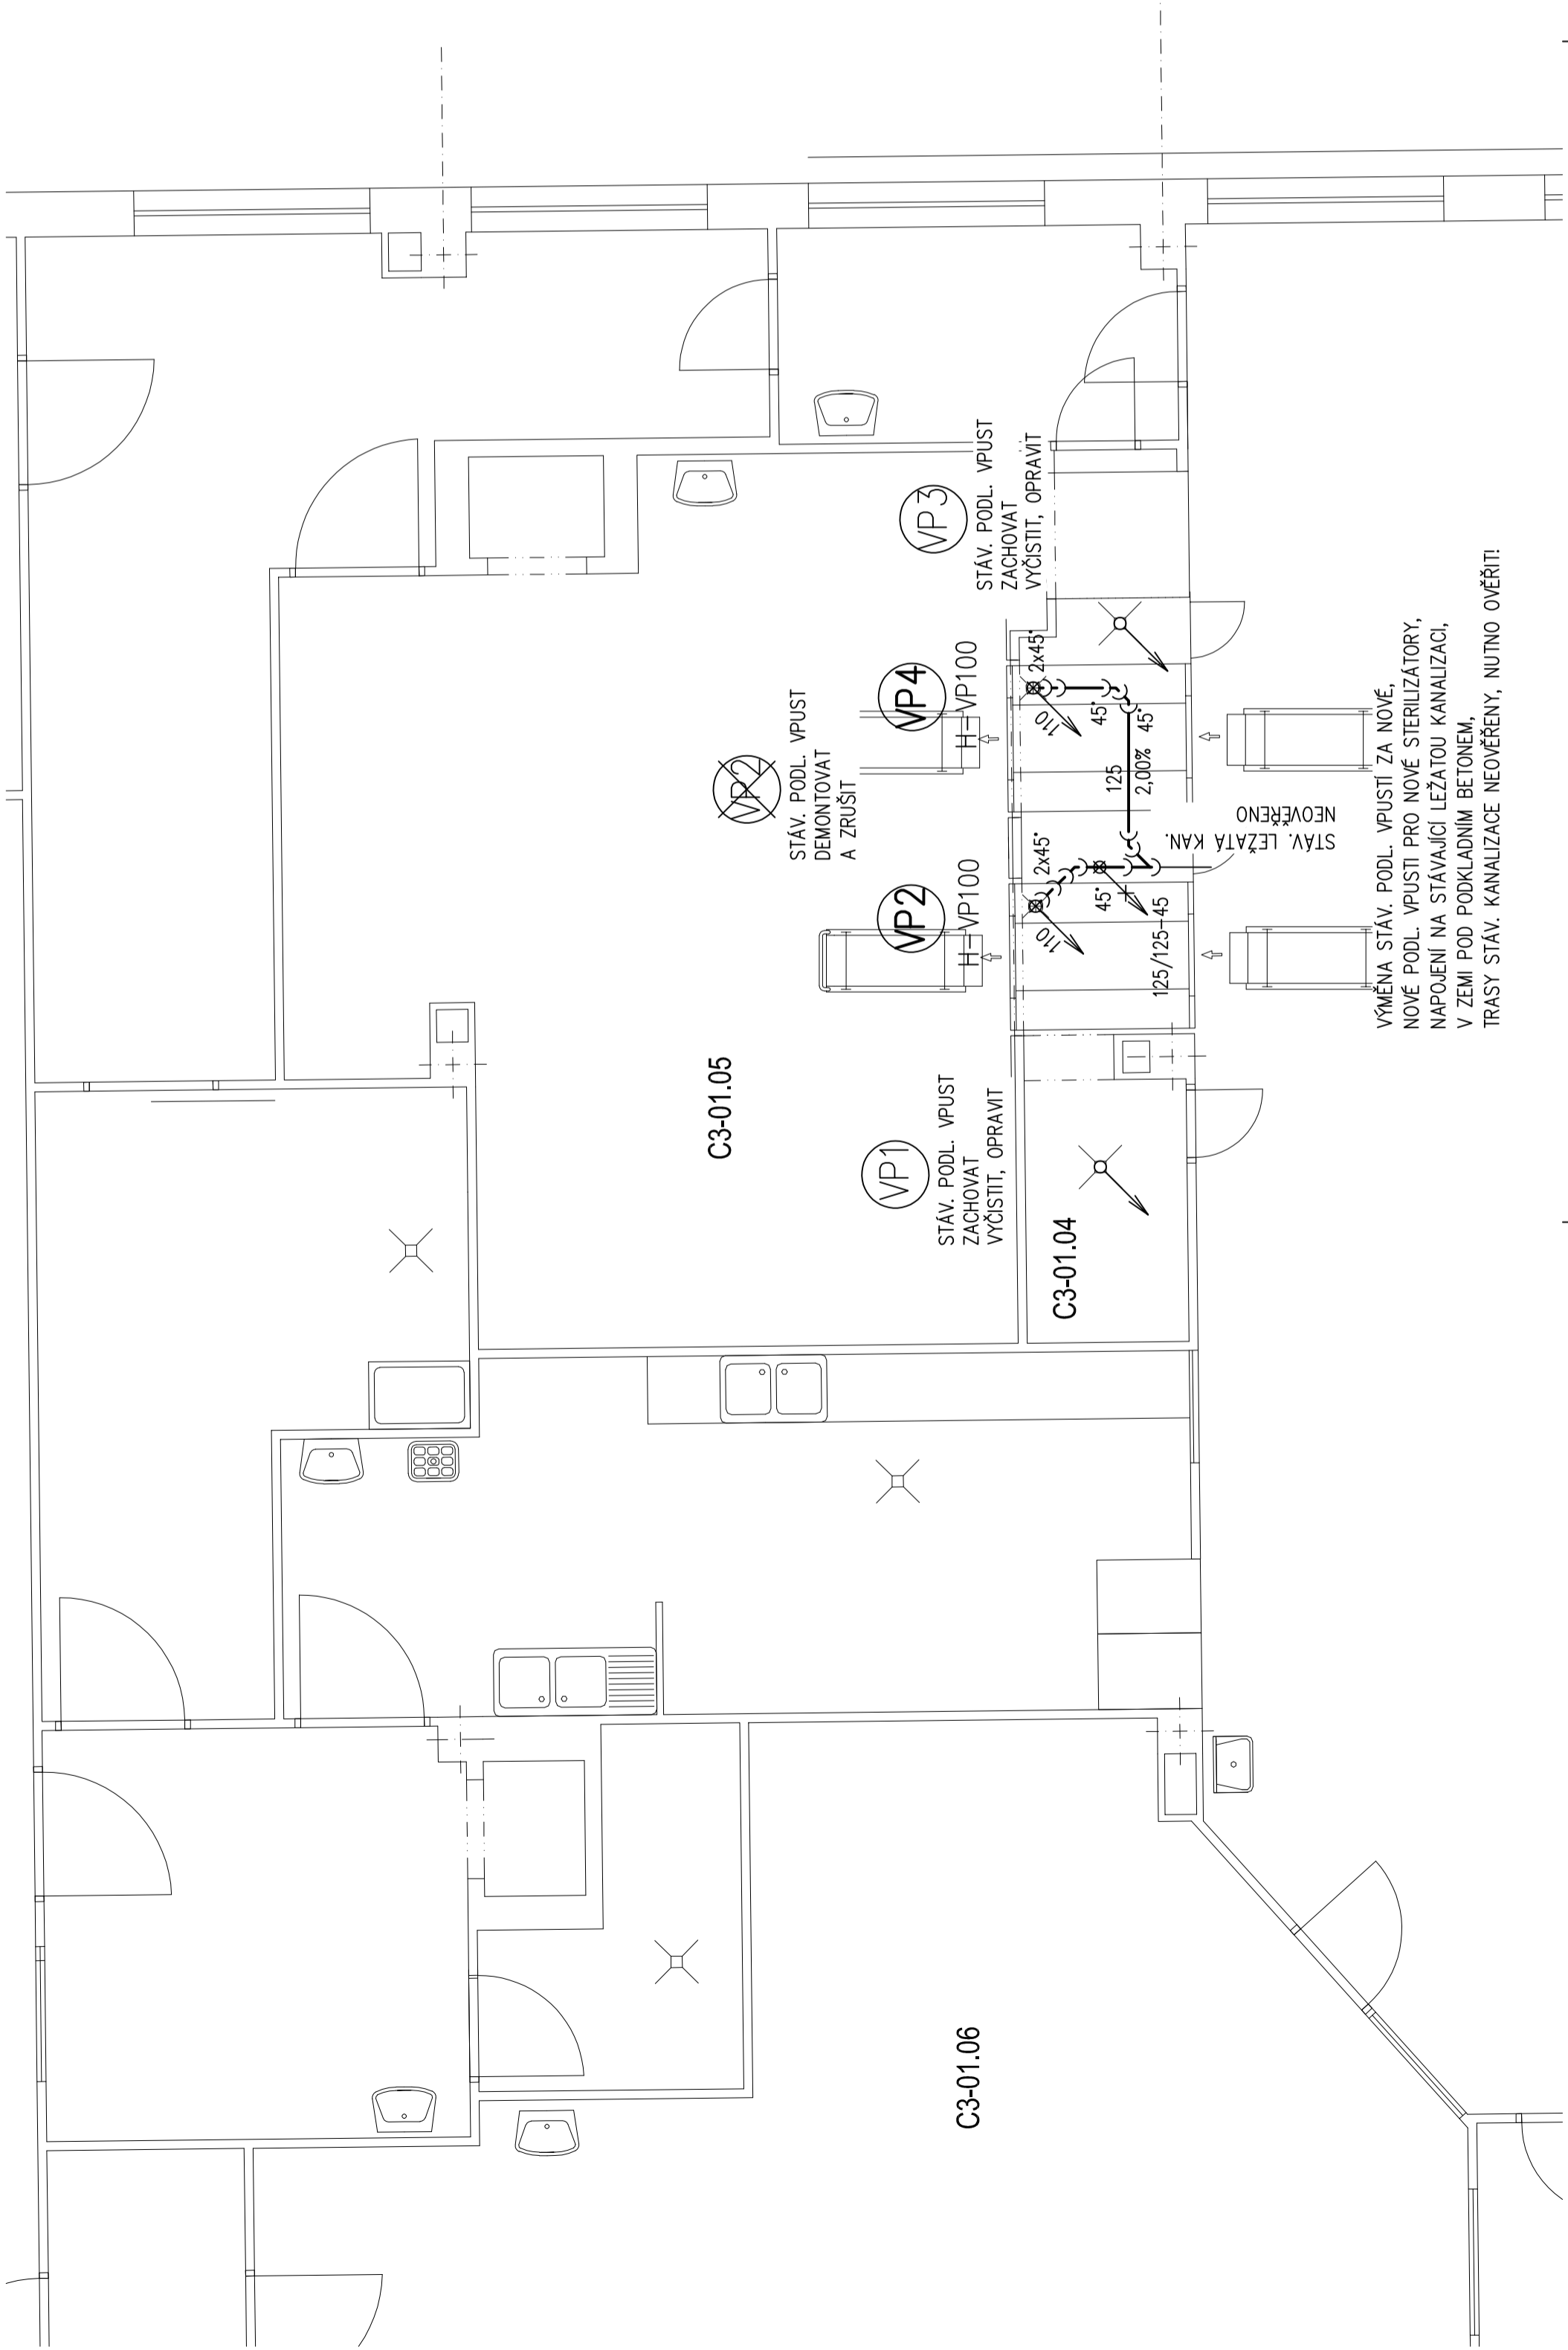 VP3
STÁV. PODL. VPUST
ZACHOVAT
VYČISTIT, OPRAVIT
VP4
H-VP100
2x45°
110
45°
45°
125
2,00%
VP2
STÁV. PODL. VPUST
DEMONTOVAT
A ZRUŠIT
VP2
H-VP100
2x45°
110
45°
125/125-45
STÁV. LEŽATÁ KAN.
NEOVĚŘENO
VÝMĚNA STÁV. PODL. VPUSTÍ ZA NOVÉ,
NOVÉ PODL. VPUSTI PRO NOVÉ STERILIZÁTORY,
NAPOJENÍ NA STÁVAJÍCÍ LEŽATOU KANALIZACI,
V ZEMI POD PODKLADNÍM BETONEM,
TRASY STÁV. KANALIZACE NEOVĚŘENY, NUTNO OVĚŘIT!
C3-01.05
VP1
STÁV. PODL. VPUST
ZACHOVAT
VYČISTIT, OPRAVIT
C3-01.04
C3-01.06